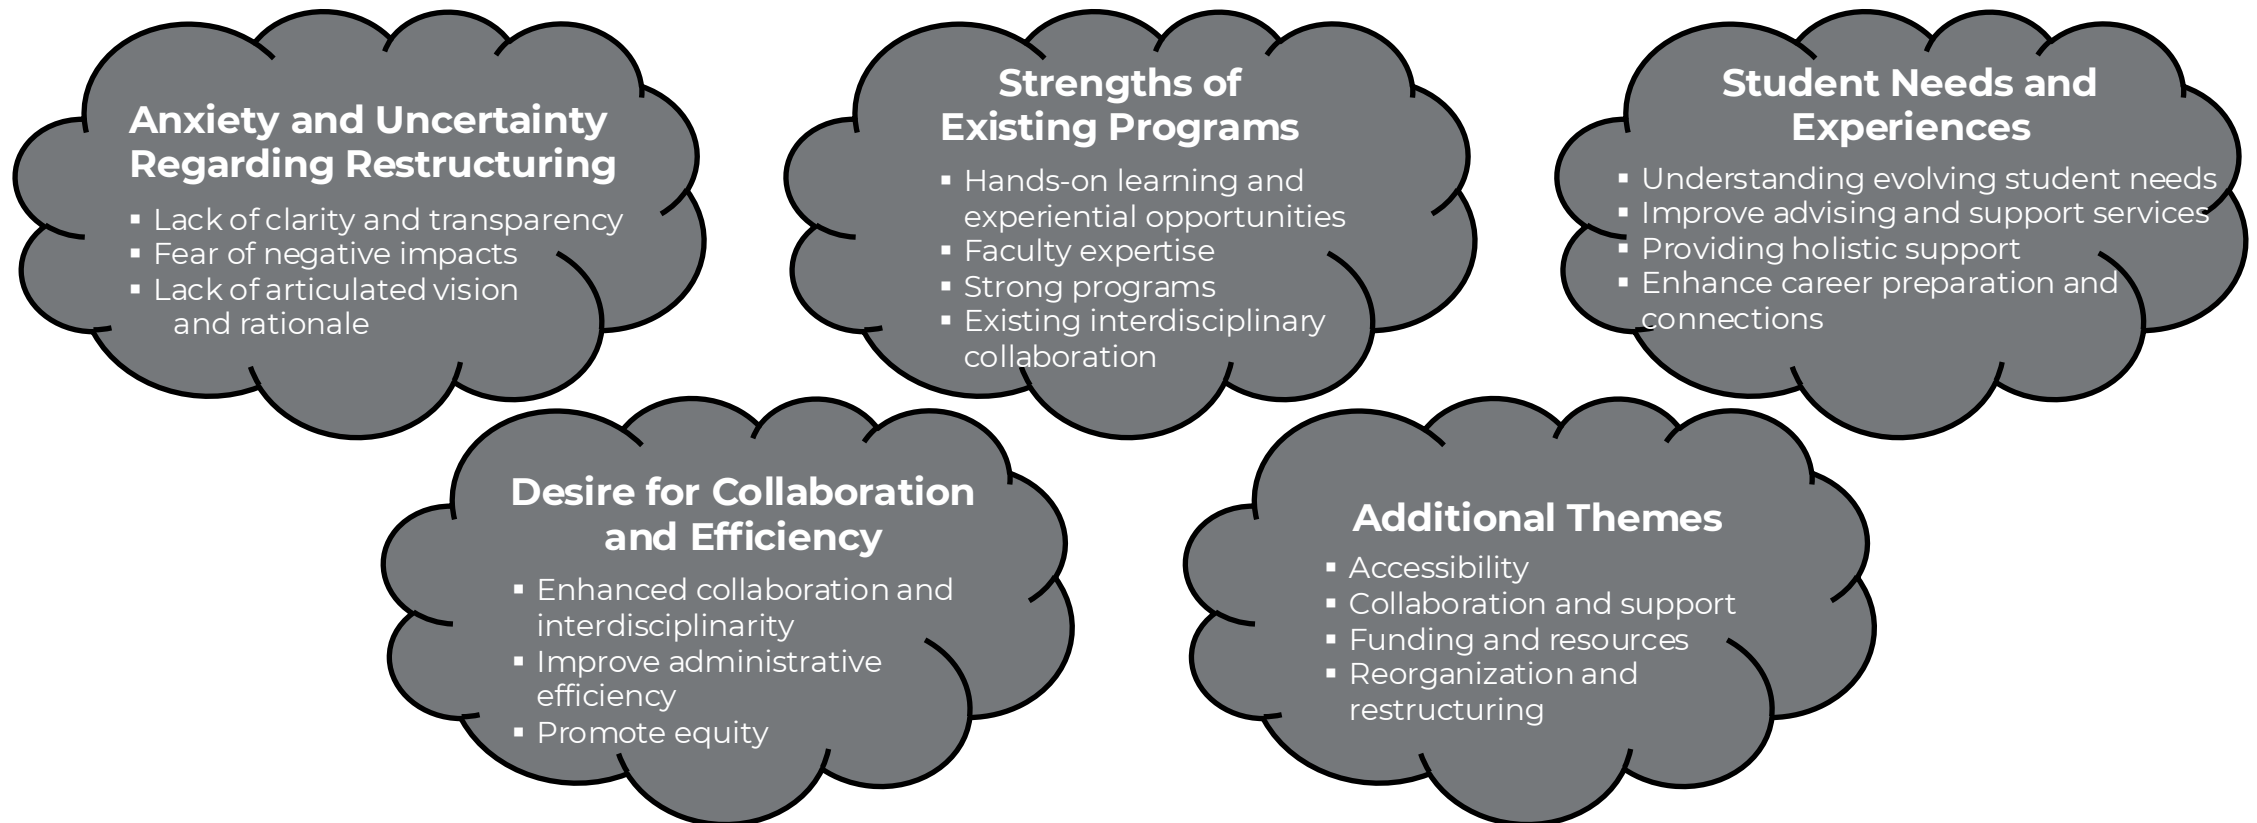 Anxiety and Uncertainty
Regarding Restructuring
▪ Lack of clarity and transparency
▪ Fear of negative impacts
▪ Lack of articulated vision
and rationale
Strengths of
Existing Programs
▪ Hands-on learning and
experiential opportunities
▪ Faculty expertise
▪ Strong programs
▪ Existing interdisciplinary
collaboration
Student Needs and
Experiences
▪ Understanding evolving student needs
▪ Improve advising and support services
▪ Providing holistic support
▪ Enhance career preparation and
connections
Desire for Collaboration
and Efficiency
▪ Enhanced collaboration and
interdisciplinarity
▪ Improve administrative
efficiency
▪ Promote equity
Additional Themes
▪ Accessibility
▪ Collaboration and support
▪ Funding and resources
▪ Reorganization and
restructuring